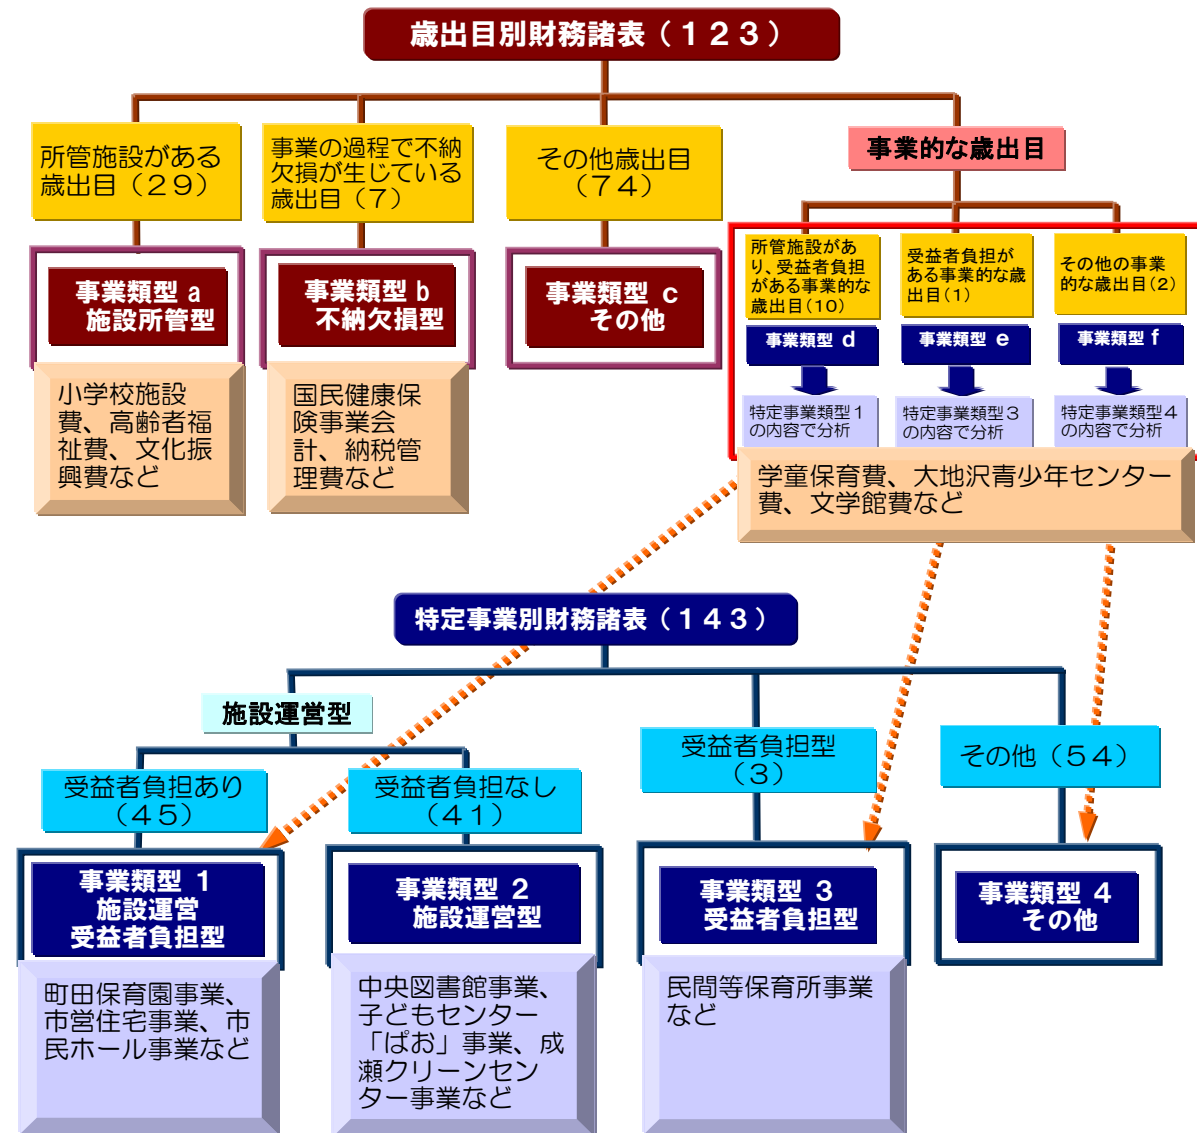 歳出目別財務諸表（１２３）
所管施設がある
歳出目（２９）
事業の過程で不納
欠損が生じている
歳出目（７）
その他歳出目
（７４）
事業的な歳出目
所管施設があ
り、受益者負担
がある事業的な
歳出目(10)
受益者負担が
ある事業的な歳
出目(1)
その他の事業
的な歳出目(2)
事業類型 a
施設所管型
事業類型 b
不納欠損型
事業類型 c
その他
事業類型 d
事業類型 e
事業類型 f
特定事業類型１
の内容で分析
特定事業類型３
の内容で分析
特定事業類型４
の内容で分析
小学校施設
費、高齢者福
祉費、文化振
興費など
国民健康保
険事業会
計、納税管
理費など
学童保育費、大地沢青少年センター
費、文学館費など
特定事業別財務諸表（１４３）
施設運営型
受益者負担あり
（４５）
受益者負担なし
（４１）
受益者負担型
（３）
その他（５４）
事業類型 1
施設運営
受益者負担型
事業類型 2
施設運営型
事業類型 3
受益者負担型
事業類型 4
その他
町田保育園事業、
市営住宅事業、市
民ホール事業など
中央図書館事業、
子どもセンター
「ぱお」事業、成
瀬クリーンセン
ター事業など
民間等保育所事業
など